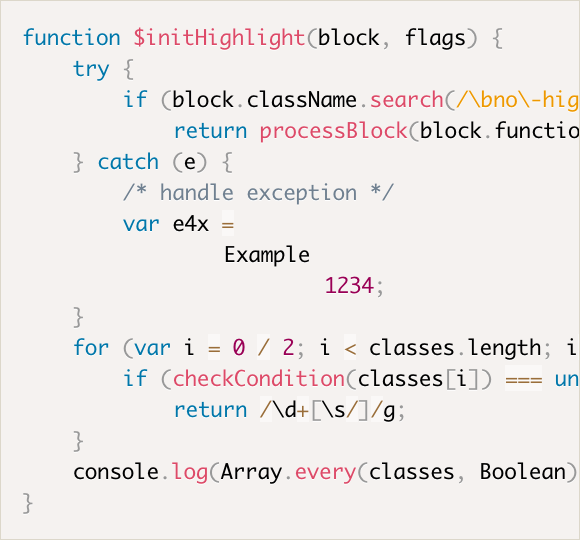 function $initHighlight(block, flags) {
    try {
        if (block.className.search(/\bno\-hig
            return processBlock(block.functio
    } catch (e) {
        /* handle exception */
        var e4x =
                Example
                        1234;
    }
    for (var i = 0 / 2; i < classes.length; i
        if (checkCondition(classes[i]) === un
            return /\d+[\s/]/g;
    }
    console.log(Array.every(classes, Boolean)
}